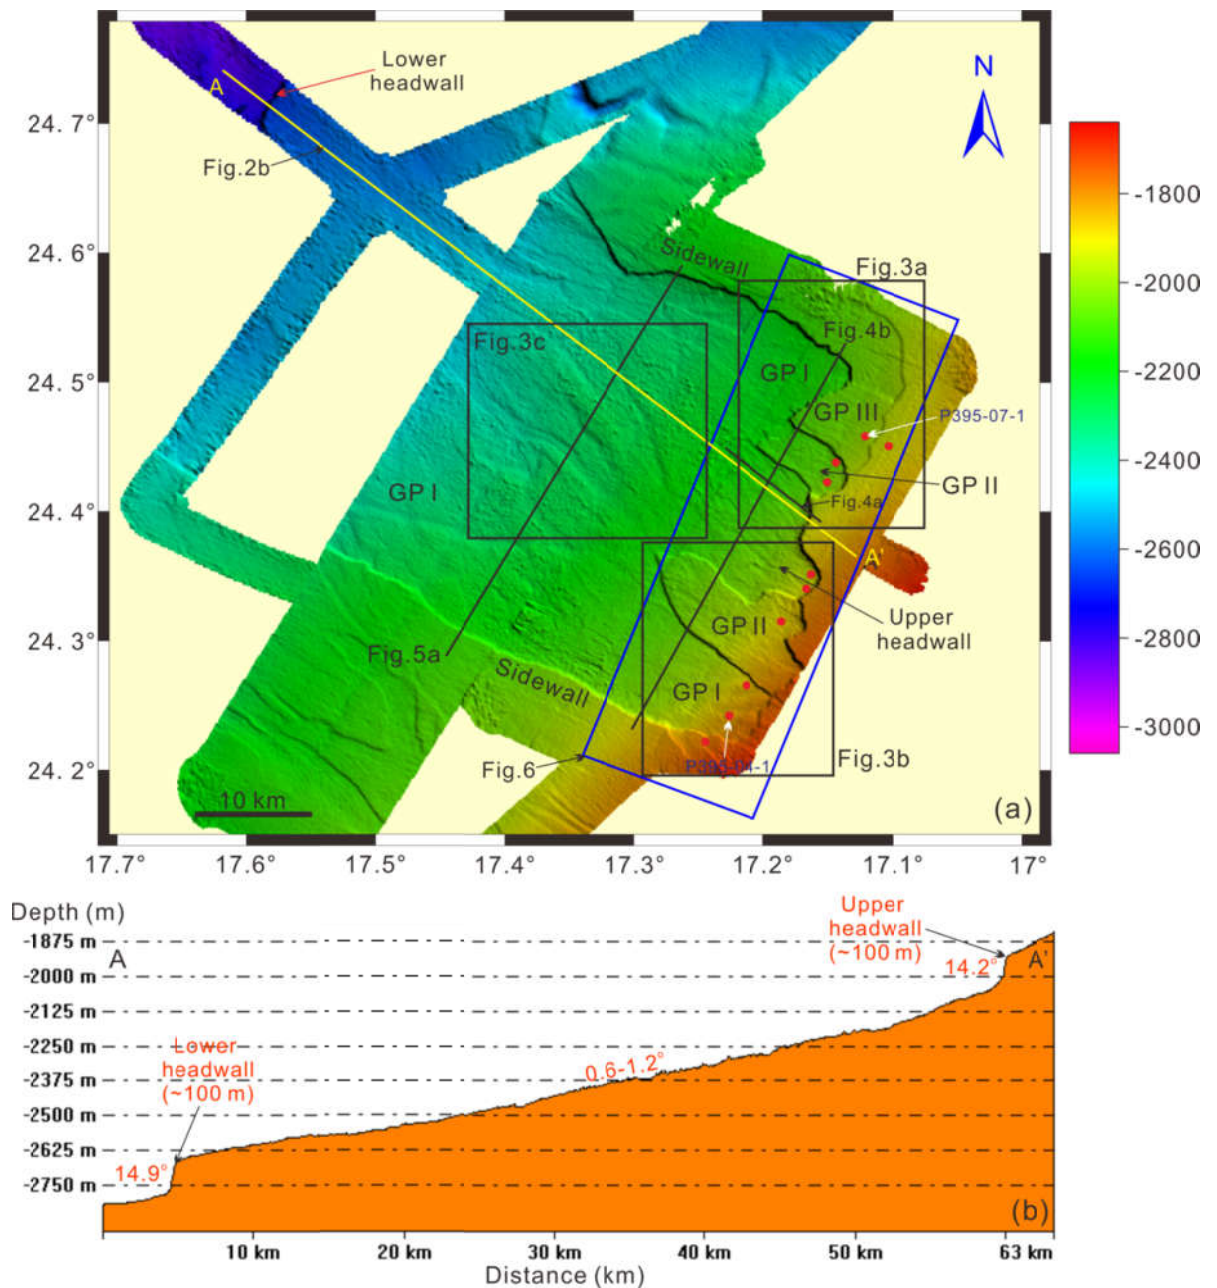 Lower
headwall
A
N
24.7°
Fig.2b
-1800
-2000
24.6°
Sidewall
Fig.3a
Fig.4b
Fig.3c
-2200
24.5°
GP I
GP III
P395-07-1
-2400
GP I
GP II
Fig.4a
24.4°
-2600
A'
Upper
headwall
-2800
GP II
24.3°
Fig.5a
Sidewall
GP I
-3000
Fig.6
P395-04-1
Fig.3b
24.2°
10 km
(a)
17.7°
17.6°
17.5°
17.4°
17.3°
17.2°
17.1°
17°
Depth (m)
Upper
headwall
(~100 m)
-1875 m
A
14.2°
A'
-2000 m
-2125 m
-2250 m
Lower
headwall
(~100 m)
0.6-1.2°
-2375 m
-2500 m
-2625 m
14.9°
-2750 m
(b)
10 km
20 km
30 km
40 km
50 km
63 km
Distance (km)